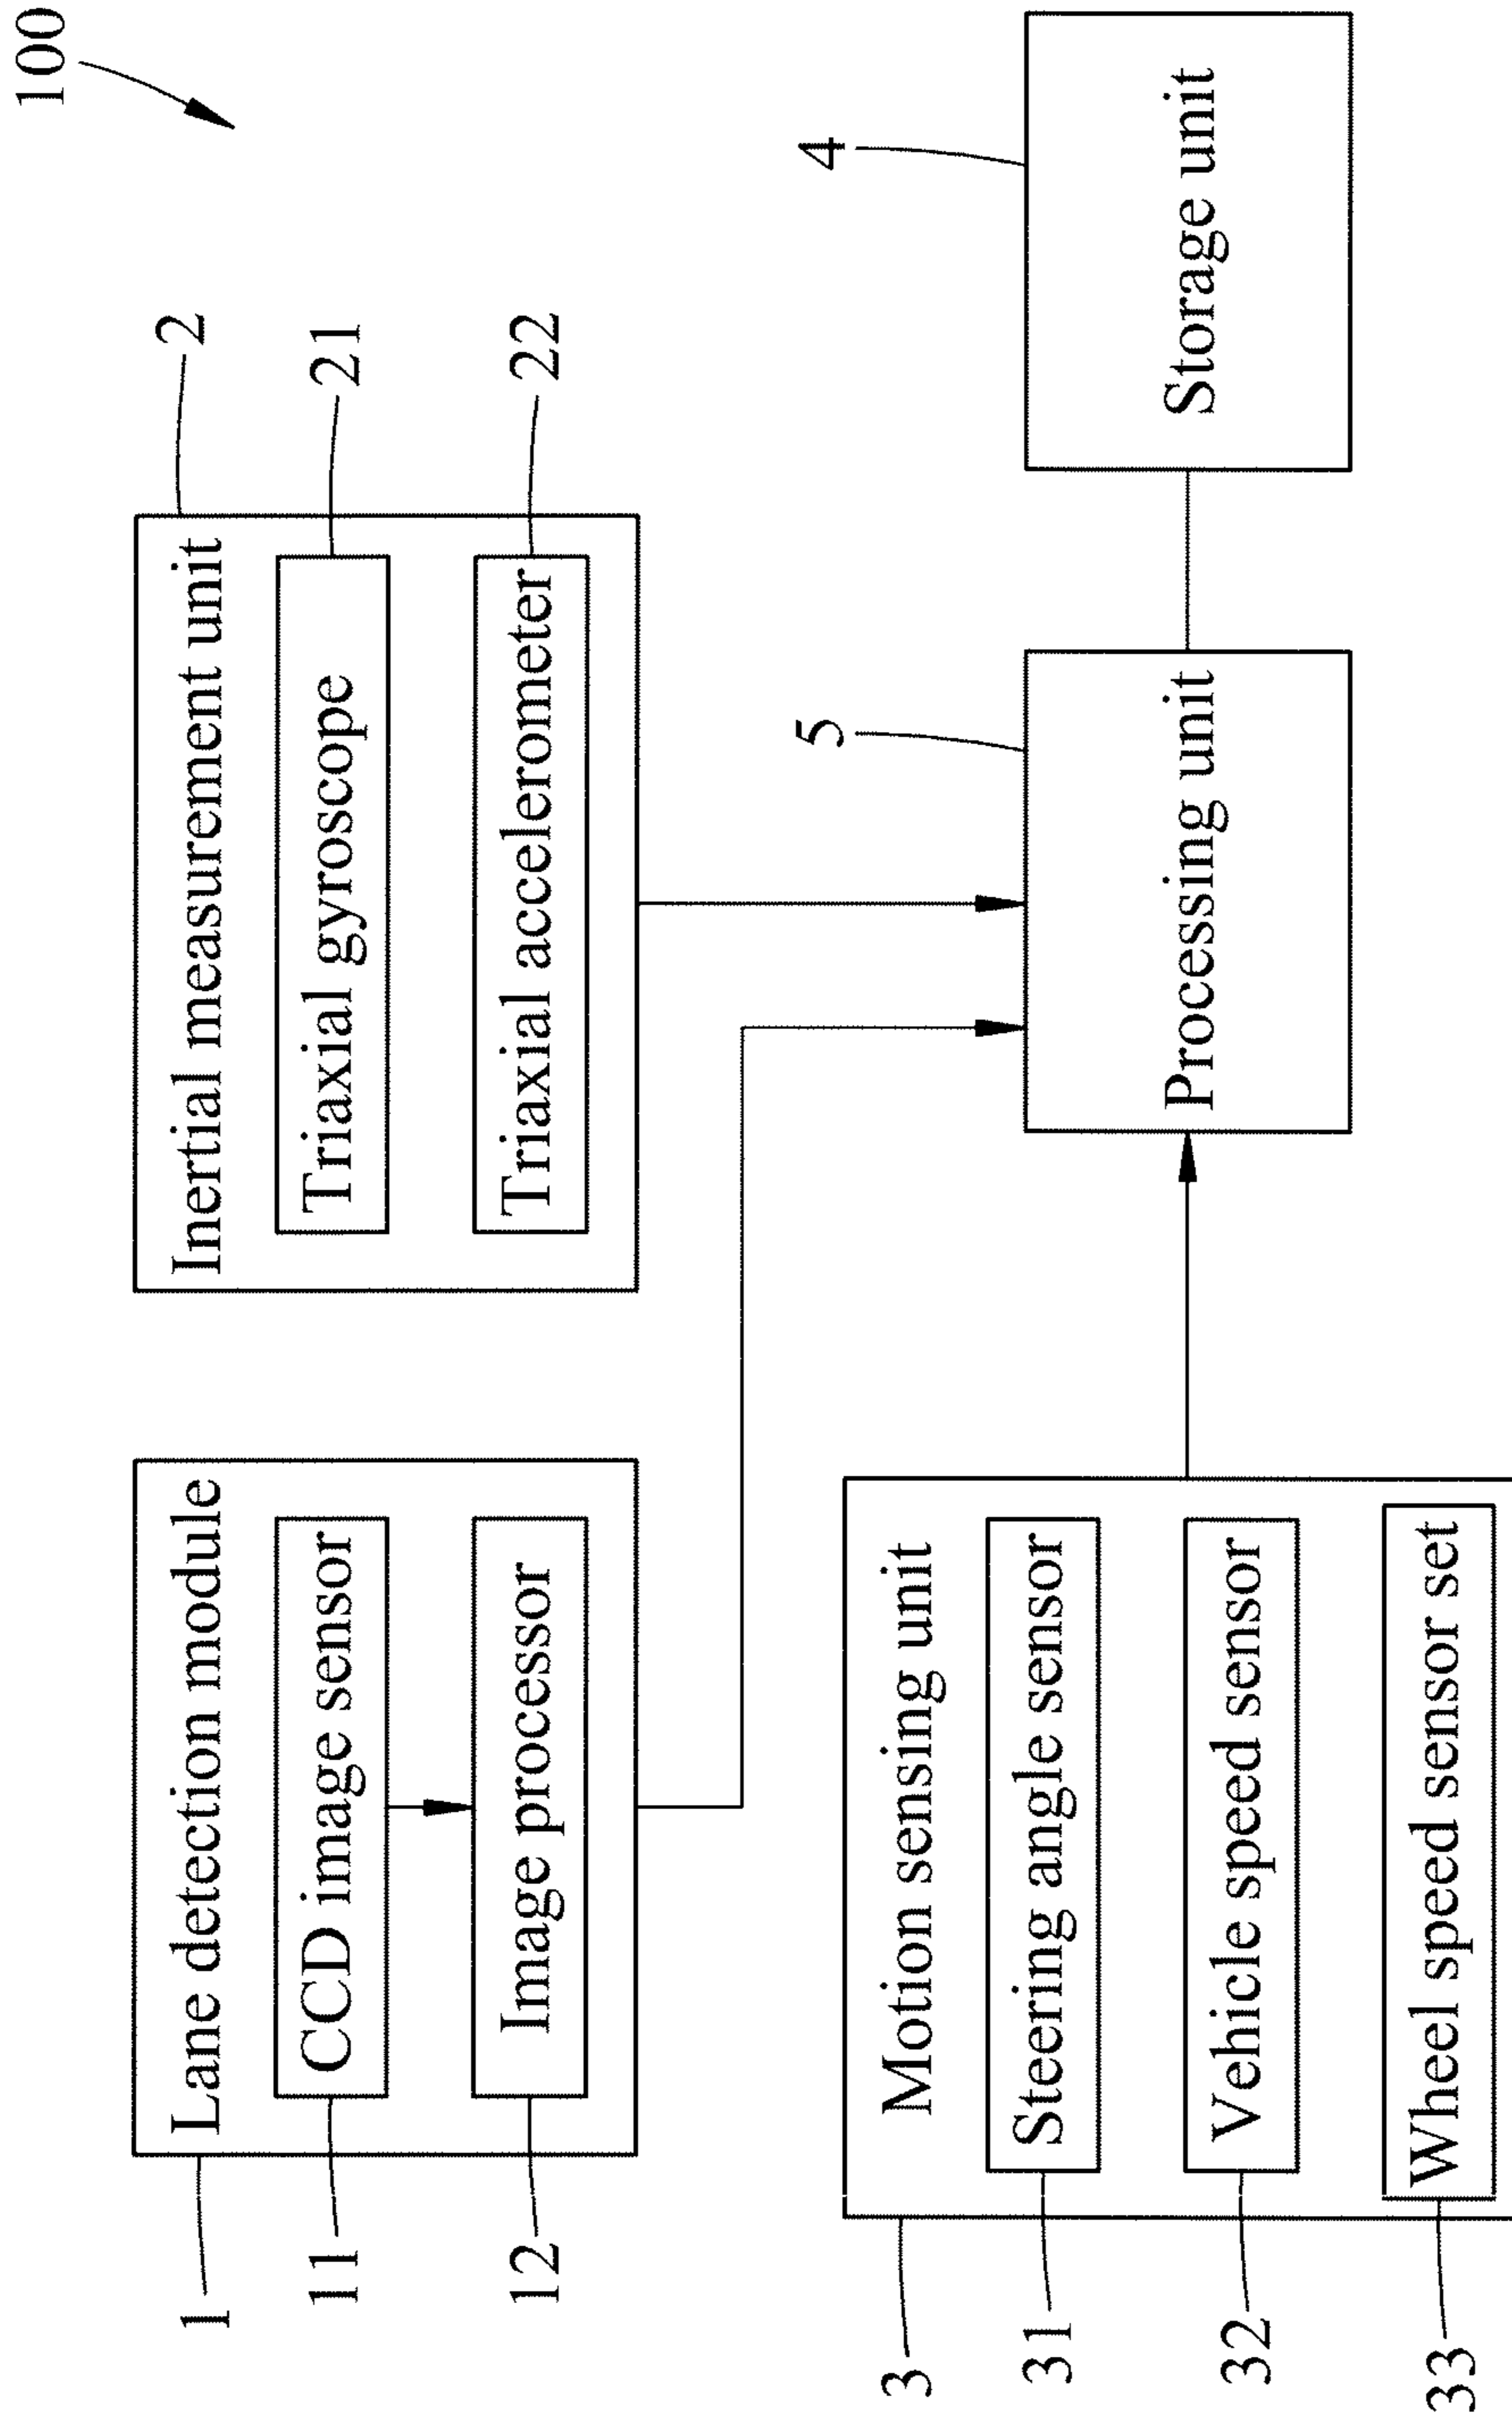 100
1
Lane detection module
11
CCD image sensor
12
Image processor
2
Inertial measurement unit
21
Triaxial gyroscope
22
Triaxial accelerometer
3
Motion sensing unit
31
Steering angle sensor
32
Vehicle speed sensor
33
Wheel speed sensor set
5
Processing unit
4
Storage unit